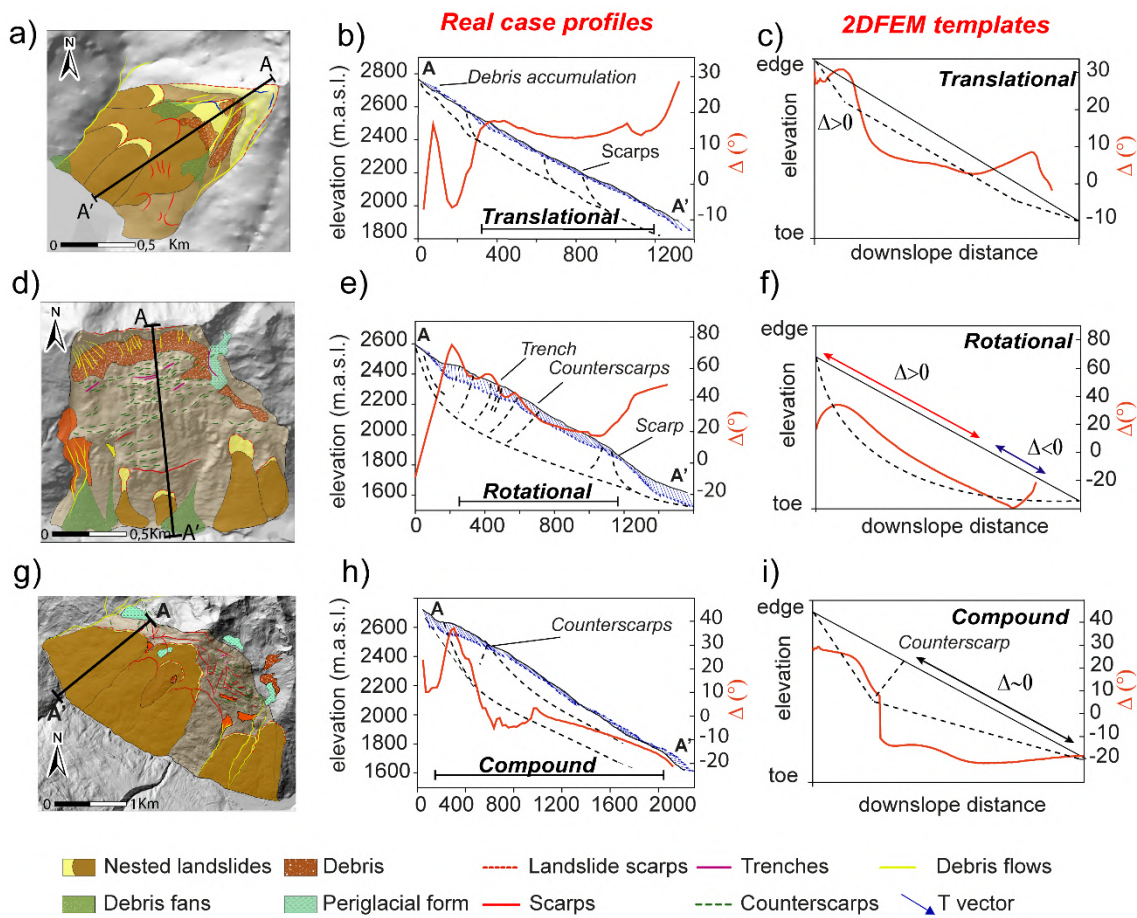 Real case profiles
2DFEM templates
a)
N
A
A'
0
0,5
Km
b)
2800
2600
2400
2200
2000
1800
elevation (m.a.s.l.)
A
Debris accumulation
Scarps
A'
Translational
0
400
800
1200
30
20
10
0
-10
Δ (°)
c)
edge
elevation
toe
Translational
Δ>0
downslope distance
30
20
10
0
-10
Δ (°)
d)
N
A
A'
0
0,5Km
e)
2600
2400
2200
2000
1800
1600
elevation (m.a.s.l.)
A
Trench
Counterscarps
Scarp
A'
Rotational
0
400
800
1200
80
60
40
20
0
-20
Δ(°)
f)
edge
elevation
toe
Rotational
Δ>0
Δ<0
downslope distance
80
60
40
20
0
-20
Δ(°)
g)
A
A'
N
0
1Km
h)
2600
2400
2200
2000
1800
1600
elevation (m.a.s.l.)
A
Counterscarps
A'
Compound
0
400
800
1200
1600
2000
40
30
20
10
0
-10
-20
Δ (°)
i)
edge
elevation
toe
Compound
Counterscarp
Δ~0
downslope distance
40
30
20
10
0
-10
-20
Δ (°)
Nested landslides
Debris
Landslide scarps
Trenches
Debris flows
Debris fans
Periglacial form
Scarps
Counterscarps
T vector